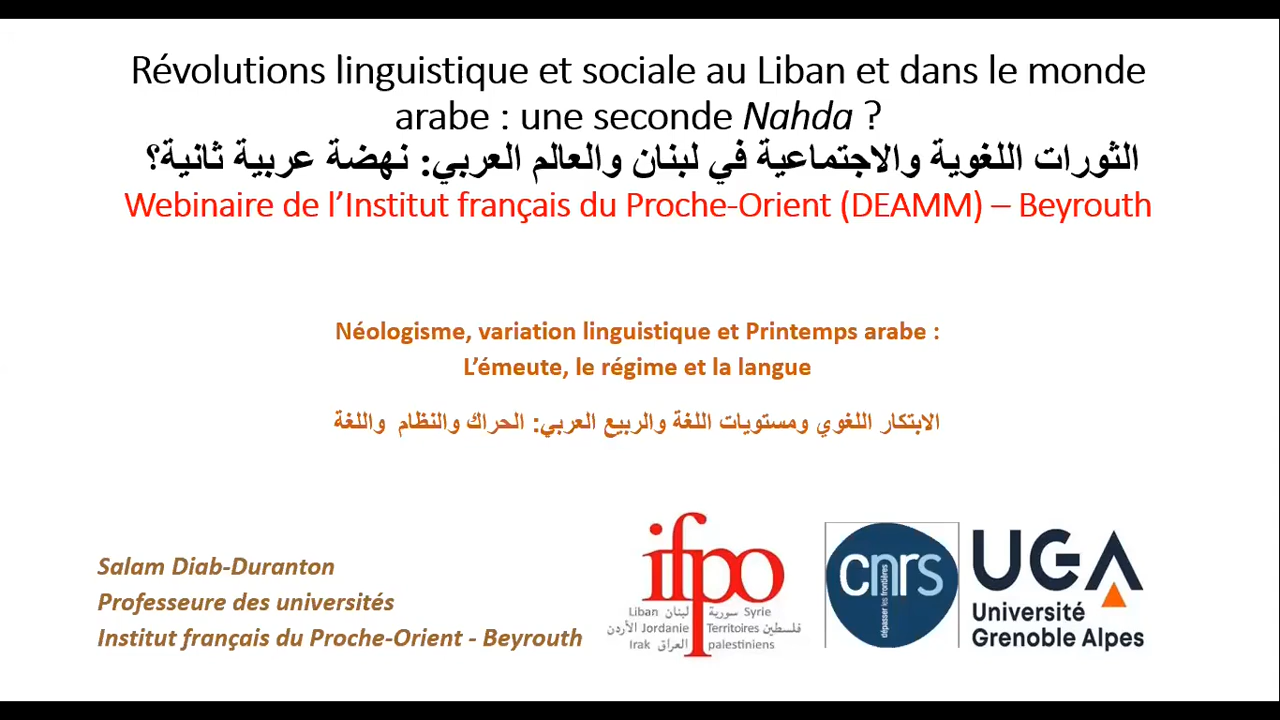 Révolutions linguistique et sociale au Liban et dans le monde
arabe : une seconde Nahda ?
الثورات اللغوية والاجتماعية في لبنان والعالم العربي: نهضة عربية ثانية؟
Webinaire de l’Institut français du Proche-Orient (DEAMM) – Beyrouth
Néologisme, variation linguistique et Printemps arabe :
L’émeute, le régime et la langue
الابتكار اللغوي ومستويات اللغة والربيع العربي: الحراك والنظام واللغة
Salam Diab-Duranton
Professeure des universités
Institut français du Proche-Orient - Beyrouth
ifpo
Liban لبنان سورية Syrie
الأردن Jordanie Territoires فلسطين
Irak العراق palestiniens
cnrs
dépasser les frontières
UGA
Université
Grenoble Alpes